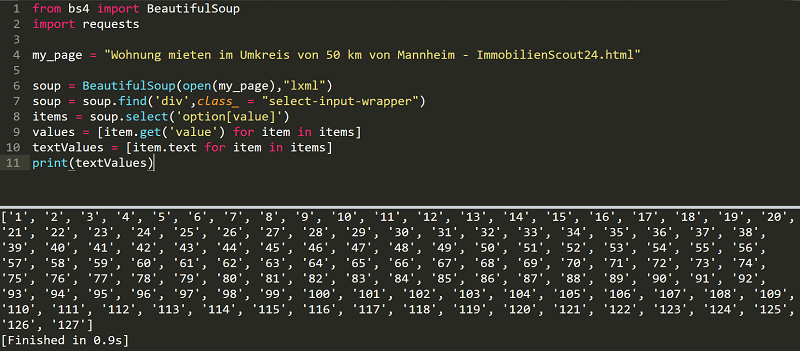 1 from bs4 import BeautifulSoup
2 import requests
3
4 my_page = "Wohnung mieten im Umkreis von 50 km von Mannheim - ImmobilienScout24.html"
5
6 soup = BeautifulSoup(open(my_page),"lxml")
7 soup = soup.find('div',class_ = "select-input-wrapper")
8 items = soup.select('option[value]')
9 values = [item.get('value') for item in items]
10 textValues = [item.text for item in items]
11 print(textValues)
['1', '2', '3', '4', '5', '6', '7', '8', '9', '10', '11', '12', '13', '14', '15', '16', '17', '18', '19', '20',
'21', '22', '23', '24', '25', '26', '27', '28', '29', '30', '31', '32', '33', '34', '35', '36', '37', '38',
'39', '40', '41', '42', '43', '44', '45', '46', '47', '48', '49', '50', '51', '52', '53', '54', '55', '56',
'57', '58', '59', '60', '61', '62', '63', '64', '65', '66', '67', '68', '69', '70', '71', '72', '73', '74',
'75', '76', '77', '78', '79', '80', '81', '82', '83', '84', '85', '86', '87', '88', '89', '90', '91', '92',
'93', '94', '95', '96', '97', '98', '99', '100', '101', '102', '103', '104', '105', '106', '107', '108', '109',
'110', '111', '112', '113', '114', '115', '116', '117', '118', '119', '120', '121', '122', '123', '124', '125',
'126', '127']
[Finished in 0.9s]